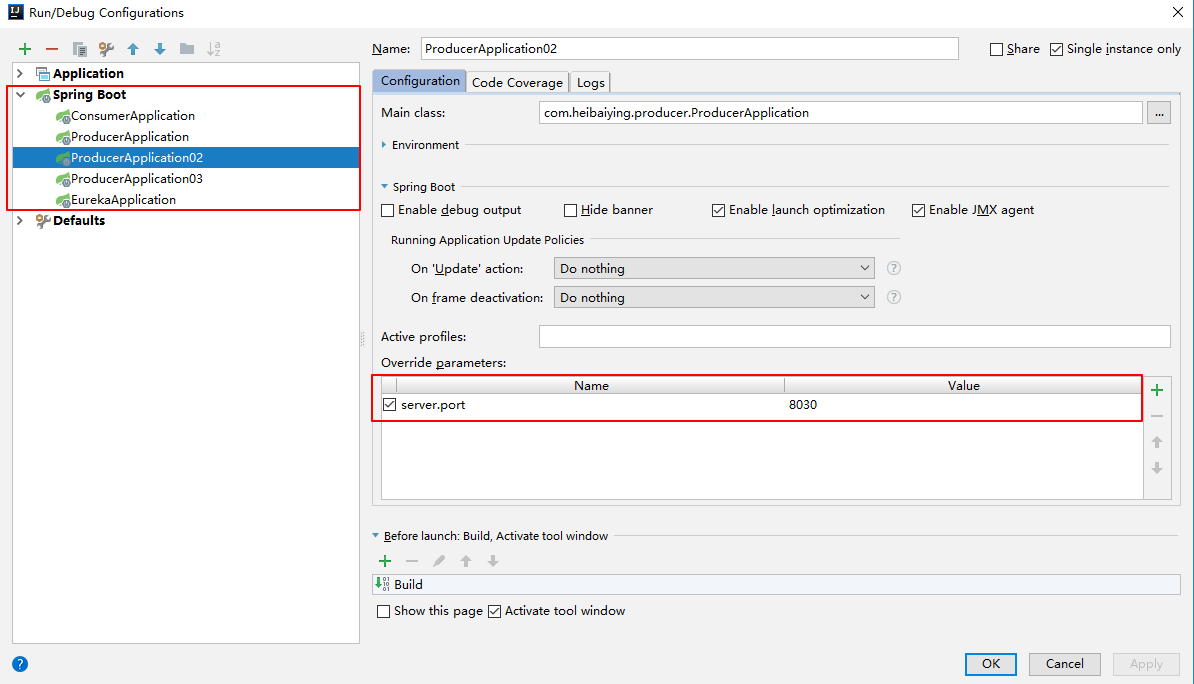 Run/Debug Configurations
Name: ProducerApplication02 Share Single instance only
Application
Spring Boot
ConsumerApplication
ProducerApplication
ProducerApplication02
ProducerApplication03
EurekaApplication
Defaults
Configuration Code Coverage Logs
Main class: com.heibaiying.producer.ProducerApplication ...
Environment
Spring Boot
Enable debug output Hide banner Enable launch optimization Enable JMX agent
Running Application Update Policies
On 'Update' action: Do nothing ?
On frame deactivation: Do nothing ?
Active profiles:
Override parameters:
Name Value
server.port 8030
Before launch: Build, Activate tool window
Build
Show this page Activate tool window
? OK Cancel Apply